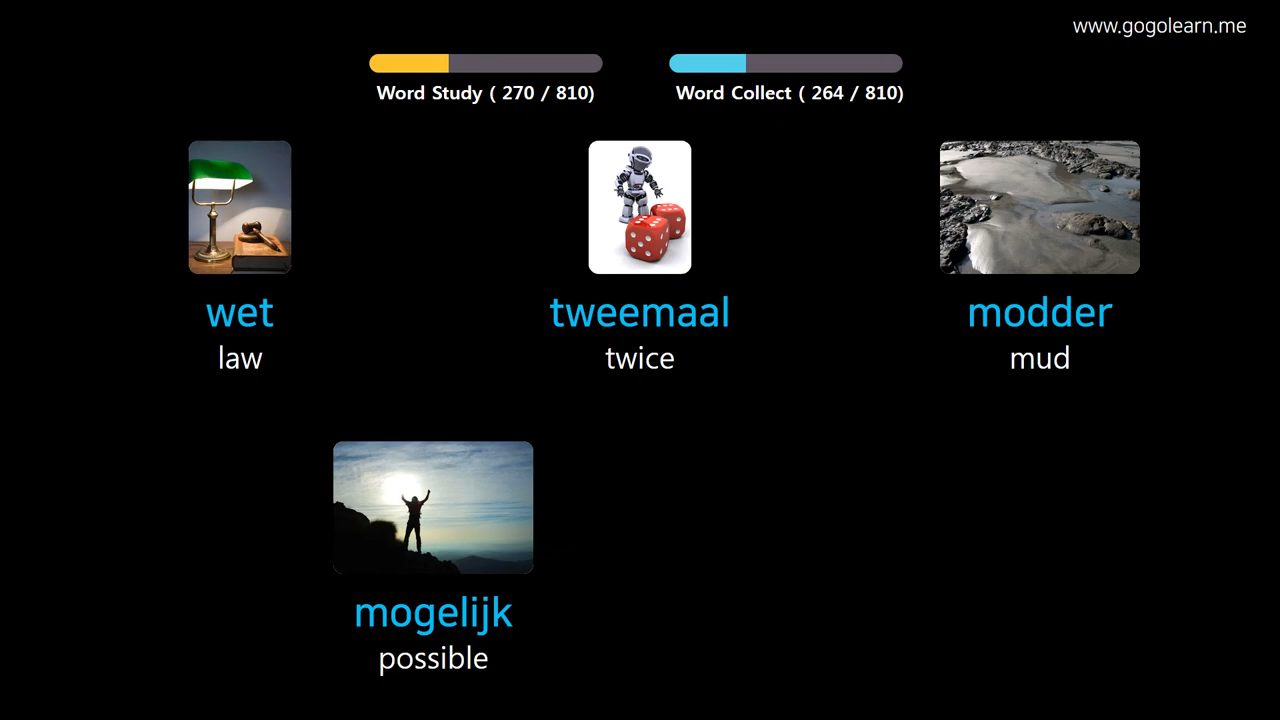 www.gogolearn.me
Word Study ( 270 / 810)
Word Collect ( 264 / 810)
wet
law
tweemaal
twice
modder
mud
mogelijk
possible